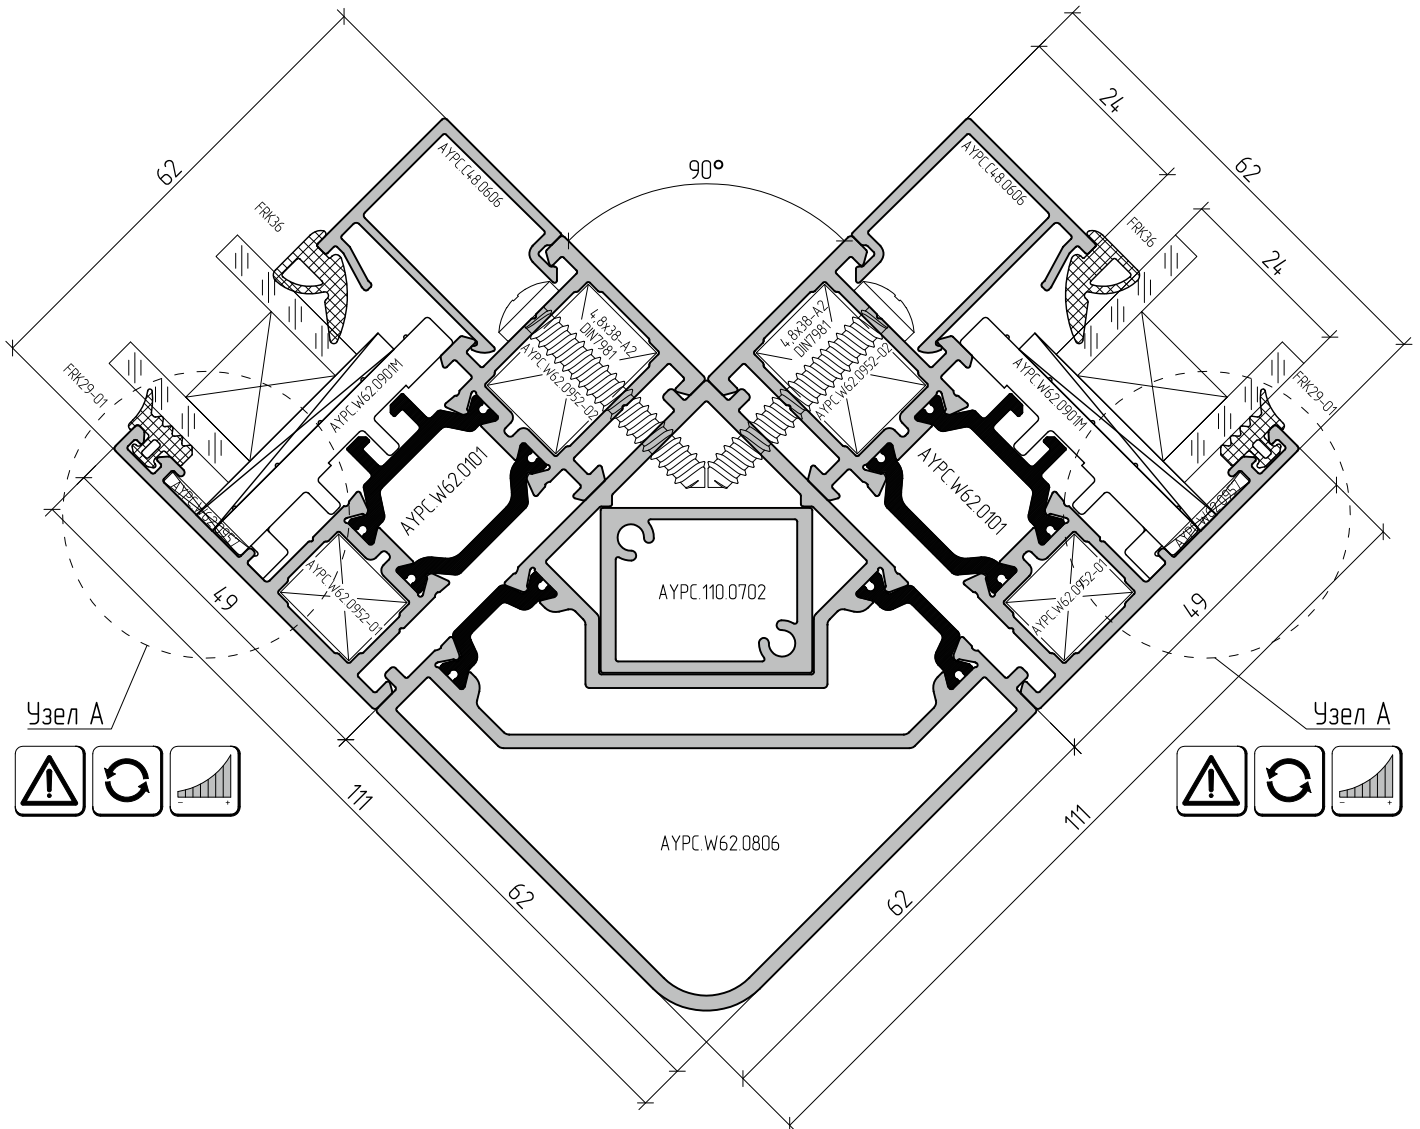 90°
62
24
62
24
AYPC.C48.0606
AYPC.C48.0606
FRK36
FRK36
4,8x38-A2
DIN7981
AYPC.W62.0952-02
4,8x38-A2
DIN7981
AYPC.W62.0952-02
FRK29-01
FRK29-01
AYPC.W62.0901M
AYPC.W62.0901M
AYPC.W62.0101
AYPC.W62.0101
AYPC.W62.0952-01
AYPC.W62.0952-01
AYPC.110.0702
49
49
Узел А
Узел А
- +
- +
111
111
AYPC.W62.0806
62
62